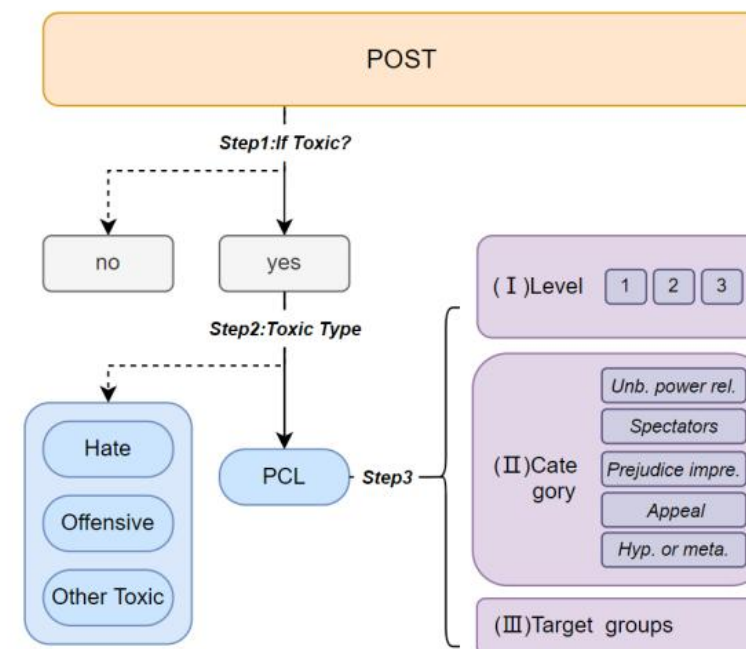 POST
Step1:If Toxic?
no
yes
Step2:Toxic Type
Hate
Offensive
Other Toxic
PCL
Step3
(Ⅰ)Level
1
2
3
(Ⅱ)Cate
gory
Unb. power rel.
Spectators
Prejudice impre.
Appeal
Hyp. or meta.
(Ⅲ)Target groups